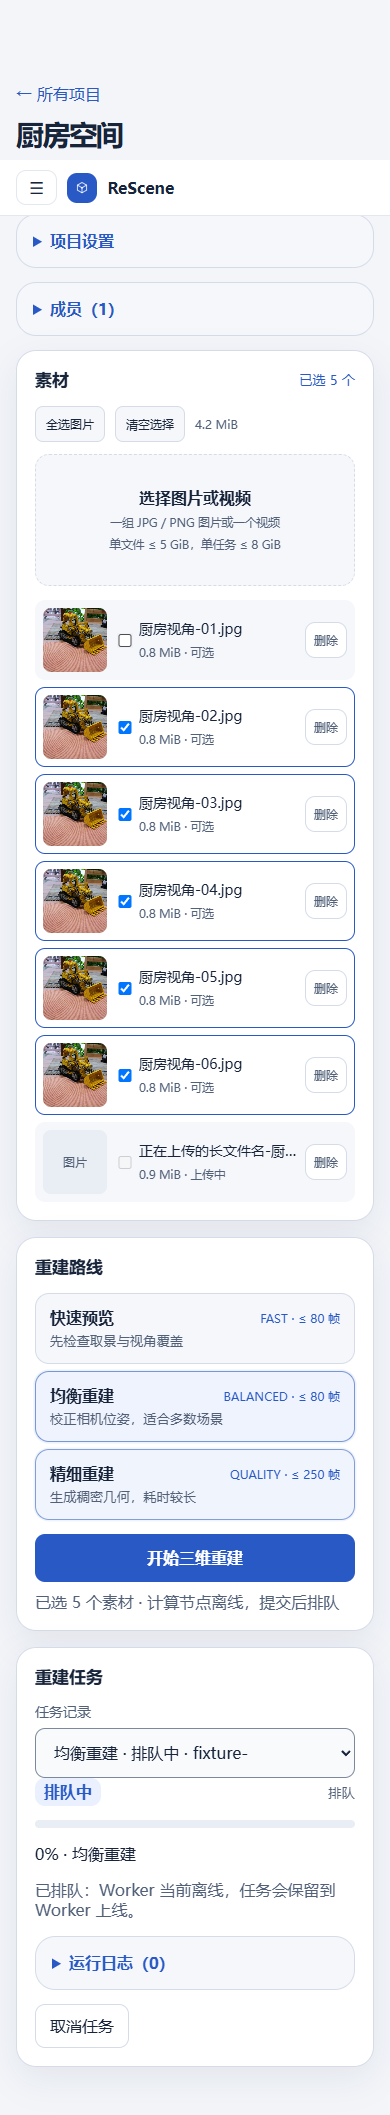 ← 所有项目
厨房空间
☰ ReScene
▶ 项目设置
▶ 成员（1）
素材 已选 5 个
全选图片 清空选择 4.2 MiB
选择图片或视频
一组 JPG / PNG 图片或一个视频
单文件 ≤ 5 GiB，单任务 ≤ 8 GiB
厨房视角-01.jpg
0.8 MiB · 可选
删除
厨房视角-02.jpg
0.8 MiB · 可选
删除
厨房视角-03.jpg
0.8 MiB · 可选
删除
厨房视角-04.jpg
0.8 MiB · 可选
删除
厨房视角-05.jpg
0.8 MiB · 可选
删除
厨房视角-06.jpg
0.8 MiB · 可选
删除
图片
正在上传的长文件名-厨...
0.9 MiB · 上传中
删除
重建路线
快速预览 FAST · ≤ 80 帧
先检查取景与视角覆盖
均衡重建 BALANCED · ≤ 80 帧
校正相机位姿，适合多数场景
精细重建 QUALITY · ≤ 250 帧
生成稠密几何，耗时较长
开始三维重建
已选 5 个素材 · 计算节点离线，提交后排队
重建任务
任务记录
均衡重建 · 排队中 · fixture-
排队中 排队
0% · 均衡重建
已排队：Worker 当前离线，任务会保留到
Worker 上线。
▶ 运行日志（0）
取消任务